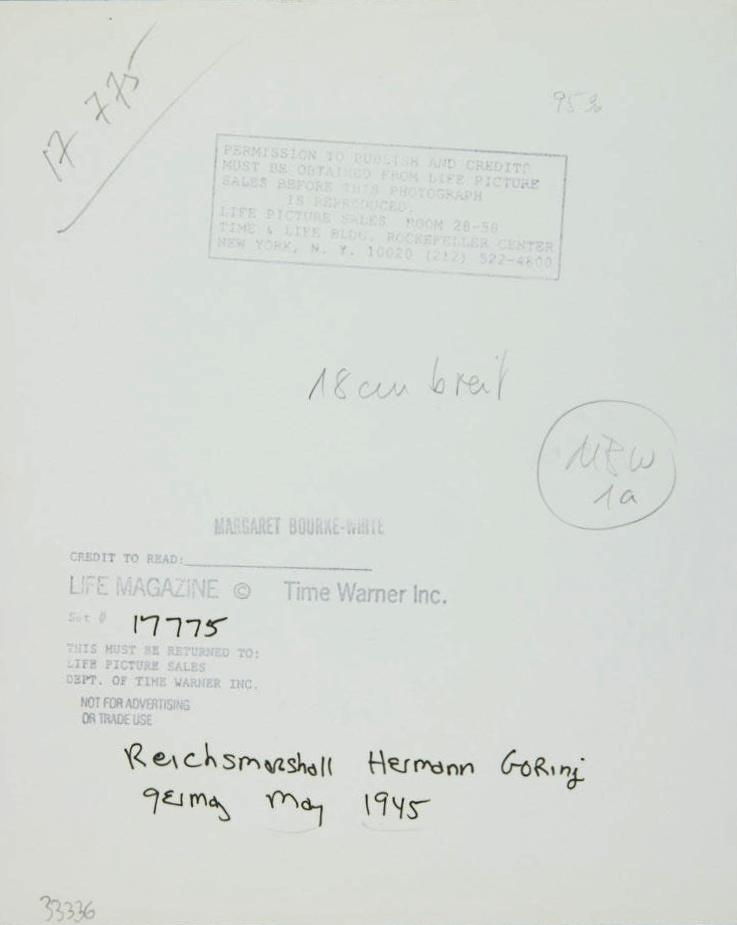 17 775
95%
PERMISSION TO PUBLISH AND CREDITS
MUST BE OBTAINED FROM LIFE PICTURE
SALES BEFORE THIS PHOTOGRAPH
IS REPRODUCED.
LIFE PICTURE SALES ROOM 28-58
TIME & LIFE BLDG. ROCKEFELLER CENTER
NEW YORK, N. Y. 10020 (212) 522-4800
18 cm breit
MBW
1a
MARGARET BOURKE-WHITE
CREDIT TO READ:
LIFE MAGAZINE © Time Warner Inc.
Set # 17775
THIS MUST BE RETURNED TO:
LIFE PICTURE SALES
DEPT. OF TIME WARNER INC.
NOT FOR ADVERTISING
OR TRADE USE
Reichsmarshall Hermann GORing
May 1945
33336